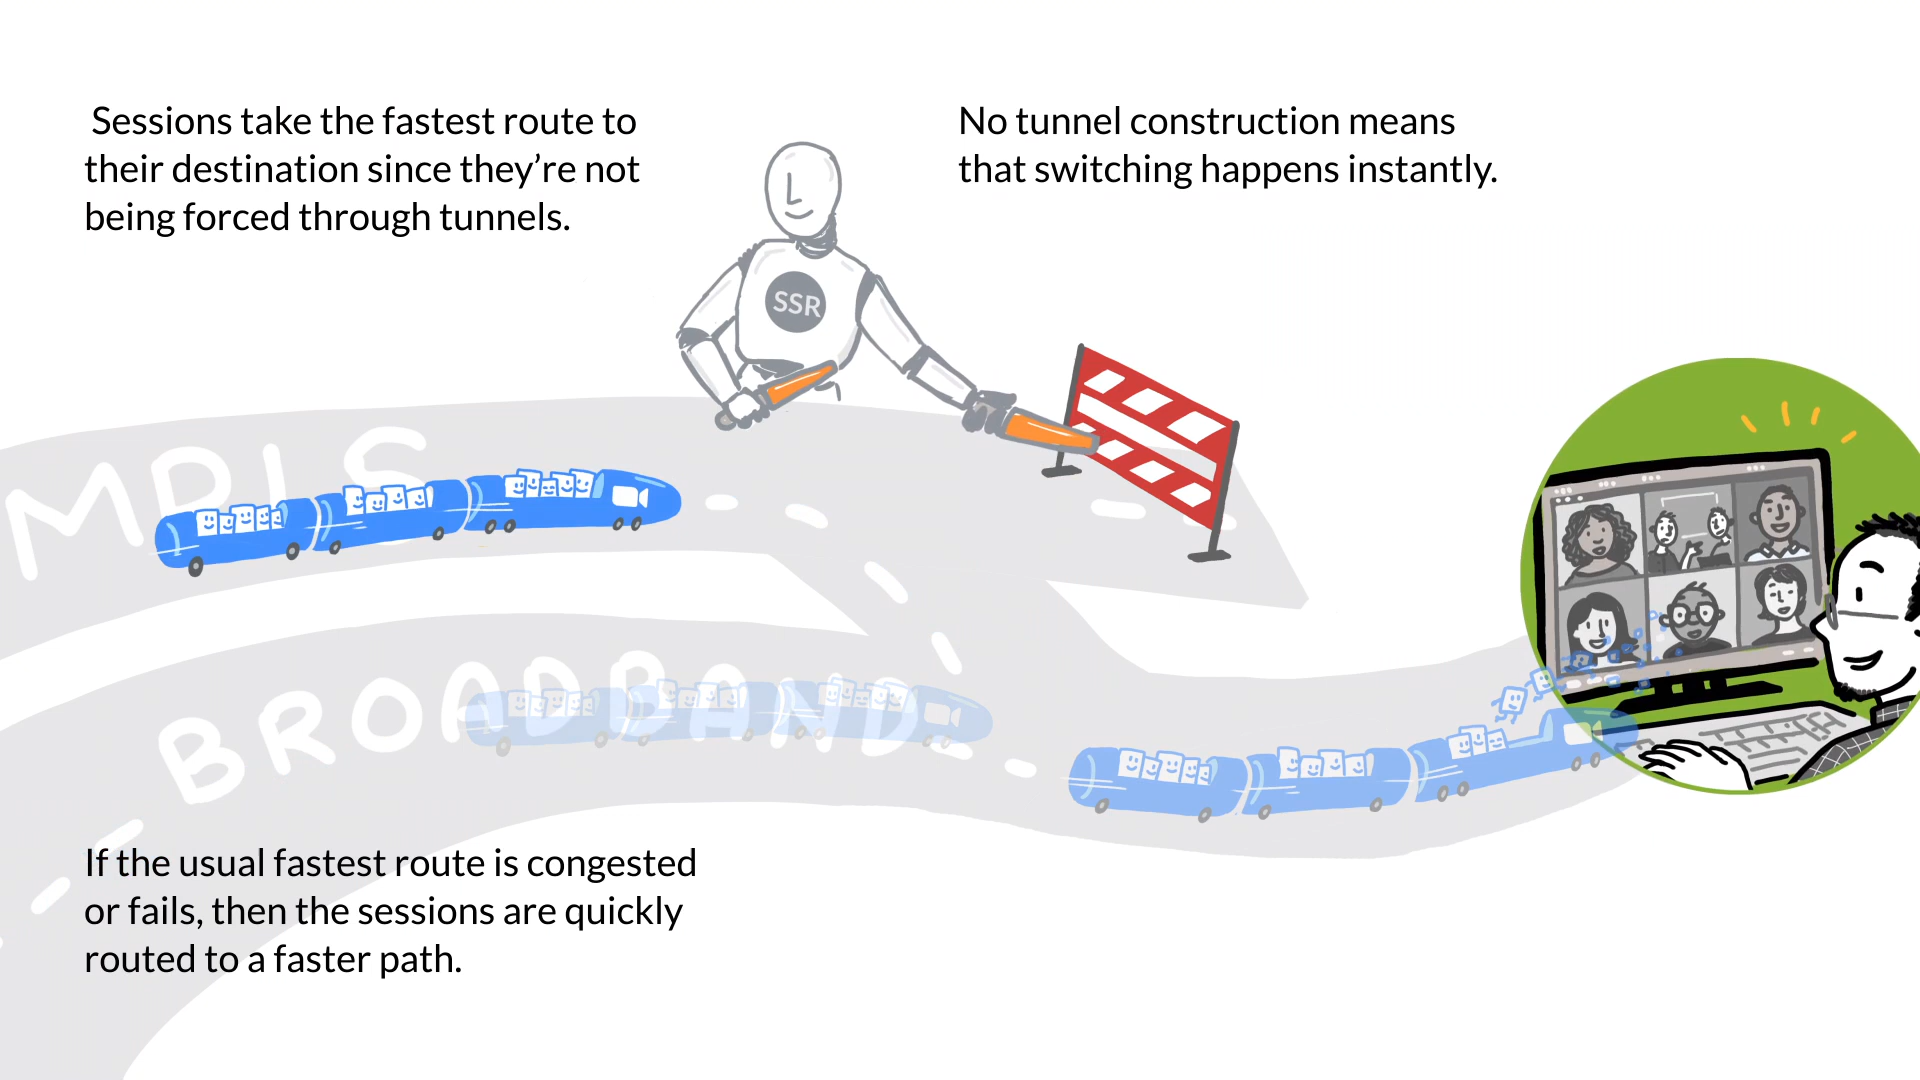 Sessions take the fastest route to
their destination since they’re not
being forced through tunnels.
No tunnel construction means
that switching happens instantly.
SSR
MPLS
BROADBAND
If the usual fastest route is congested
or fails, then the sessions are quickly
routed to a faster path.